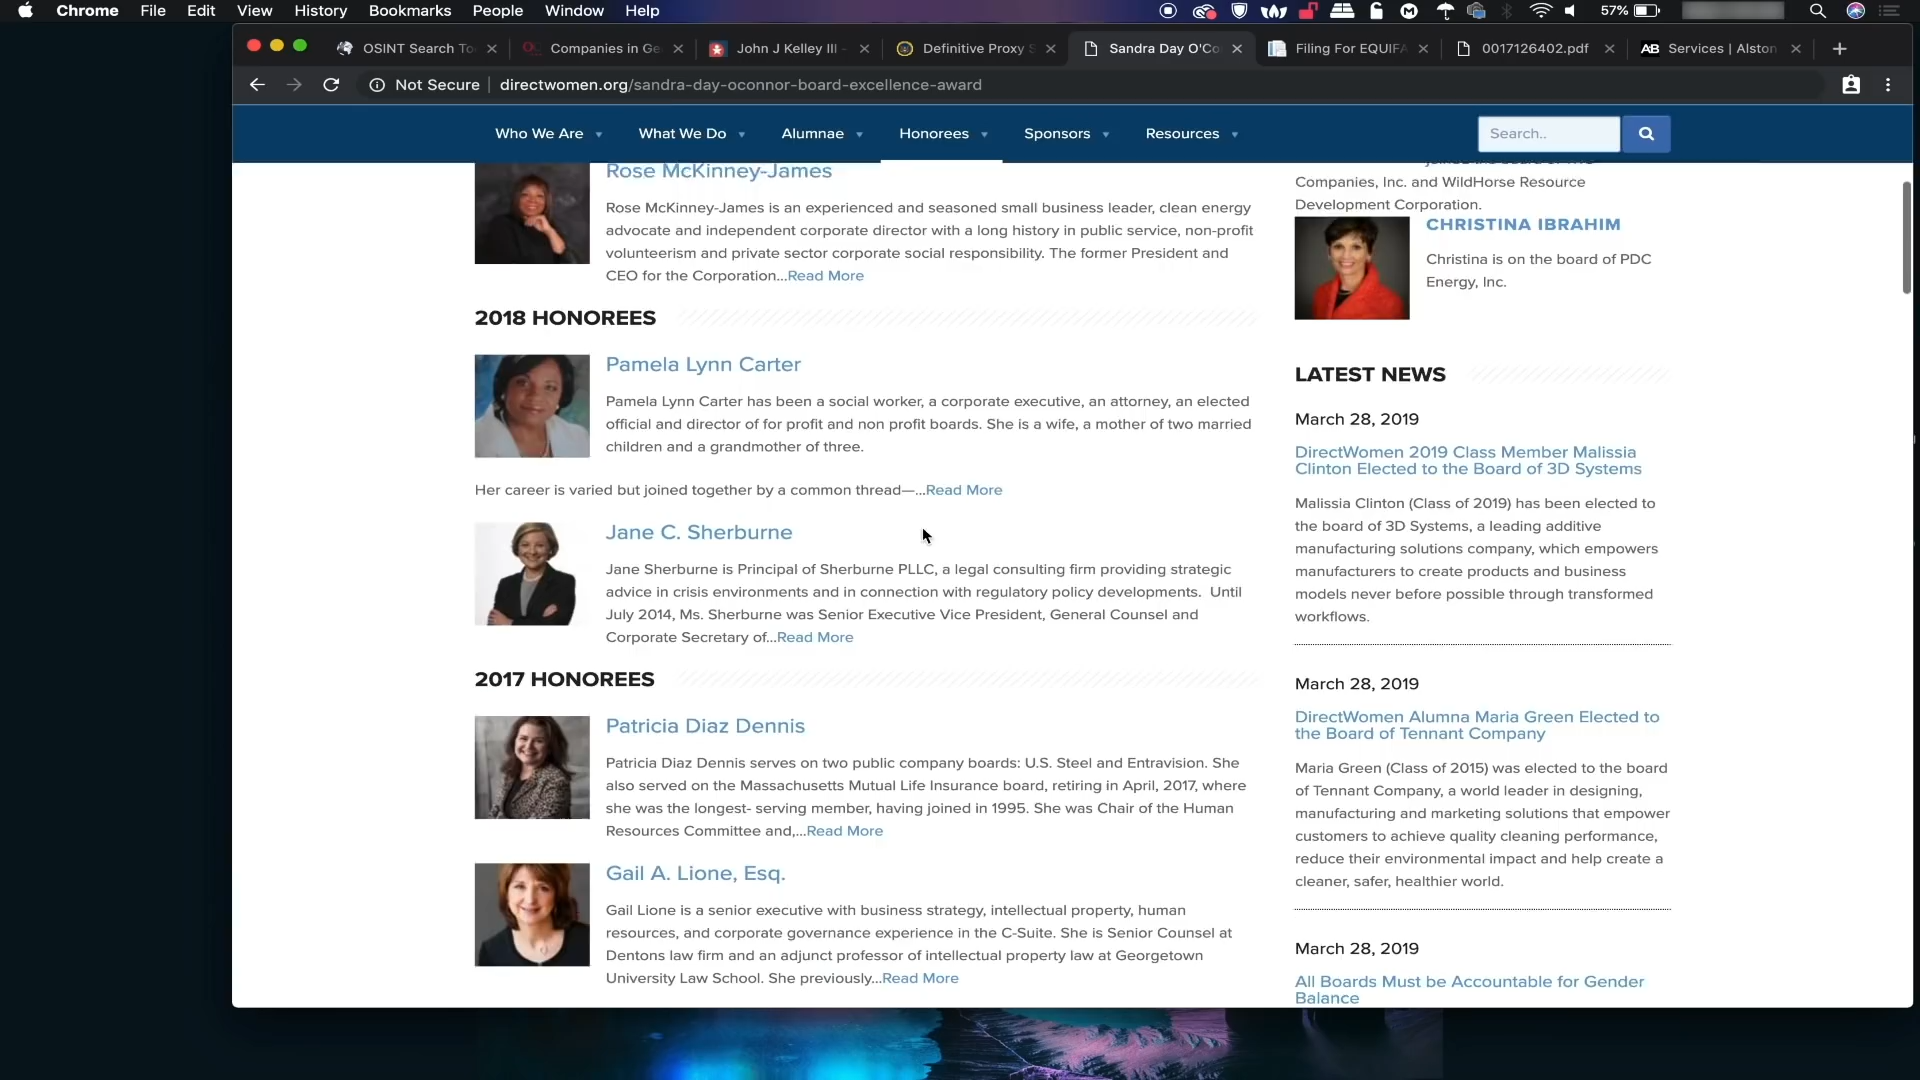 Chrome File Edit View History Bookmarks People Window Help 57%
OSINT Search To
Companies in Ge
John J Kelley III -
Definitive Proxy S
Sandra Day O'Co
Filing For EQUIFA
0017126402.pdf
Services | Alston
Not Secure directwomen.org/sandra-day-oconnor-board-excellence-award
Who We Are What We Do Alumnae Honorees Sponsors Resources Search..
Rose McKinney-James
Rose McKinney-James is an experienced and seasoned small business leader, clean energy
advocate and independent corporate director with a long history in public service, non-profit
volunteerism and private sector corporate social responsibility. The former President and
CEO for the Corporation...Read More
2018 HONOREES
Pamela Lynn Carter
Pamela Lynn Carter has been a social worker, a corporate executive, an attorney, an elected
official and director of for profit and non profit boards. She is a wife, a mother of two married
children and a grandmother of three.
Her career is varied but joined together by a common thread—...Read More
Jane C. Sherburne
Jane Sherburne is Principal of Sherburne PLLC, a legal consulting firm providing strategic
advice in crisis environments and in connection with regulatory policy developments. Until
July 2014, Ms. Sherburne was Senior Executive Vice President, General Counsel and
Corporate Secretary of...Read More
2017 HONOREES
Patricia Diaz Dennis
Patricia Diaz Dennis serves on two public company boards: U.S. Steel and Entravision. She
also served on the Massachusetts Mutual Life Insurance board, retiring in April, 2017, where
she was the longest- serving member, having joined in 1995. She was Chair of the Human
Resources Committee and,...Read More
Gail A. Lione, Esq.
Gail Lione is a senior executive with business strategy, intellectual property, human
resources, and corporate governance experience in the C-Suite. She is Senior Counsel at
Dentons law firm and an adjunct professor of intellectual property law at Georgetown
University Law School. She previously...Read More
Companies, Inc. and WildHorse Resource
Development Corporation.
CHRISTINA IBRAHIM
Christina is on the board of PDC
Energy, Inc.
LATEST NEWS
March 28, 2019
DirectWomen 2019 Class Member Malissia
Clinton Elected to the Board of 3D Systems
Malissia Clinton (Class of 2019) has been elected to
the board of 3D Systems, a leading additive
manufacturing solutions company, which empowers
manufacturers to create products and business
models never before possible through transformed
workflows.
March 28, 2019
DirectWomen Alumna Maria Green Elected to
the Board of Tennant Company
Maria Green (Class of 2015) was elected to the board
of Tennant Company, a world leader in designing,
manufacturing and marketing solutions that empower
customers to achieve quality cleaning performance,
reduce their environmental impact and help create a
cleaner, safer, healthier world.
March 28, 2019
All Boards Must be Accountable for Gender
Balance